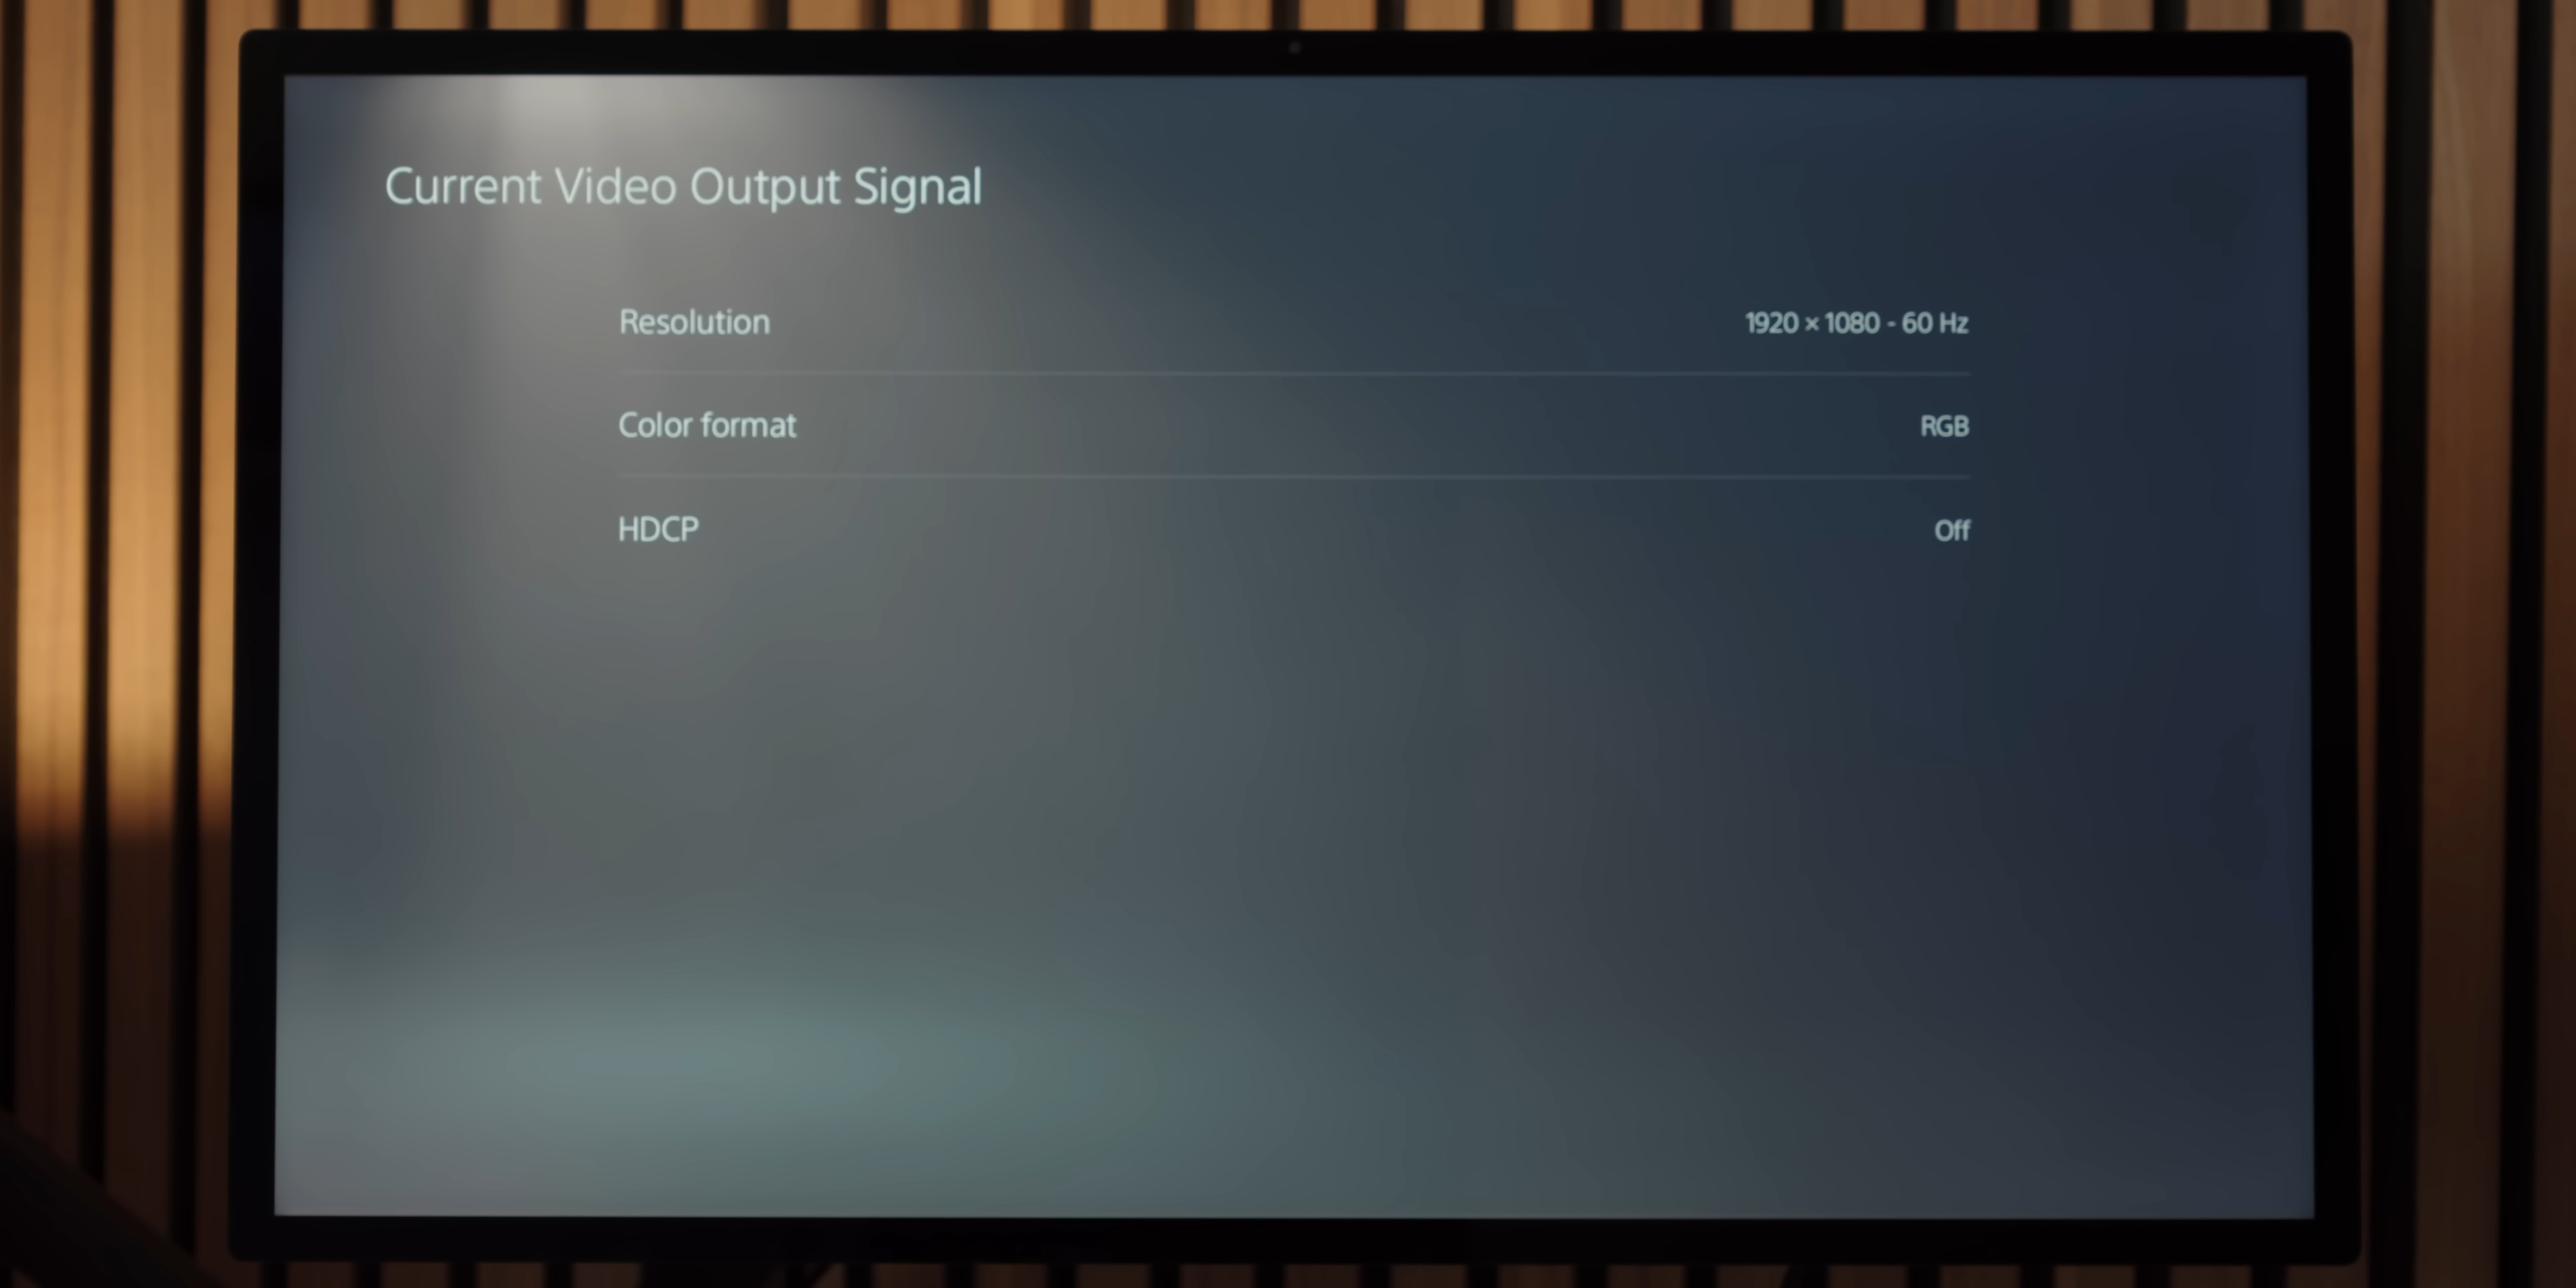 Current Video Output Signal
Resolution 1920 × 1080 - 60 Hz
Color format RGB
HDCP Off